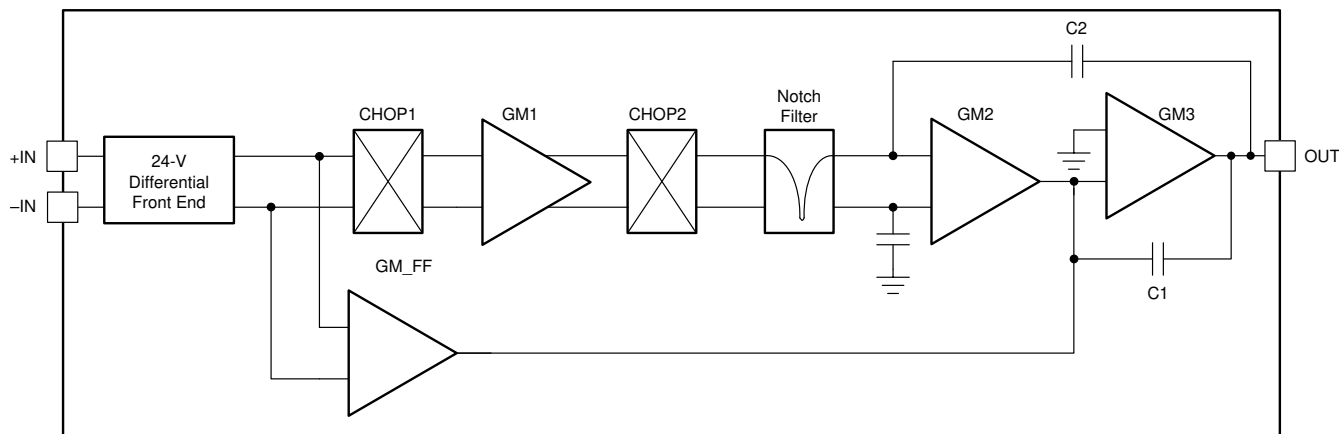 C2
Notch
Filter
CHOP1
GM1
CHOP2
GM2
GM3
+IN
–IN
24-V
Differential
Front End
OUT
GM_FF
C1